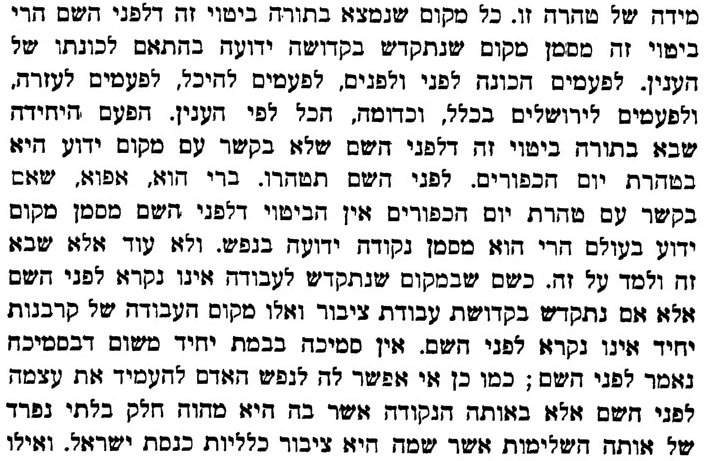 מידה של טהרה זו. כל מקום שנמצא בתורה ביטוי זה דלפני השם הרי
ביטוי זה מסמן מקום שנתקדש בקדושה ידועה בהתאם לכונתו של
הענין. לפעמים הכונה לפני ולפנים, לפעמים להיכל, לפעמים לעזרה,
ולפעמים לירושלים בכלל, וכדומה, הכל לפי הענין. הפעם היחידה
שבא בתורה ביטוי זה דלפני השם שלא בקשר עם מקום ידוע היא
בטהרת יום הכפורים. לפני השם תטהרו. ברי הוא, אפוא, שאם
בקשר עם טהרת יום הכפורים אין הביטוי דלפני השם מסמן מקום
ידוע בעולם הרי הוא מסמן נקודה ידועה בנפש. ולא עוד אלא שבא
זה ולמד על זה. כשם שבמקום שנתקדש לעבודה אינו נקרא לפני השם
אלא אם נתקדש בקדושת עבודת ציבור ואלו מקום העבודה של קרבנות
יחיד אינו נקרא לפני השם. אין סמיכה בבמת יחיד משום דבסמיכה
נאמר לפני השם; כמו כן אי אפשר לה לנפש האדם להעמיד את עצמה
לפני השם אלא באותה הנקודה אשר בה היא מהוה חלק בלתי נפרד
של אותה השלימות אשר שמה היא ציבור כלליות כנסת ישראל. ואילו